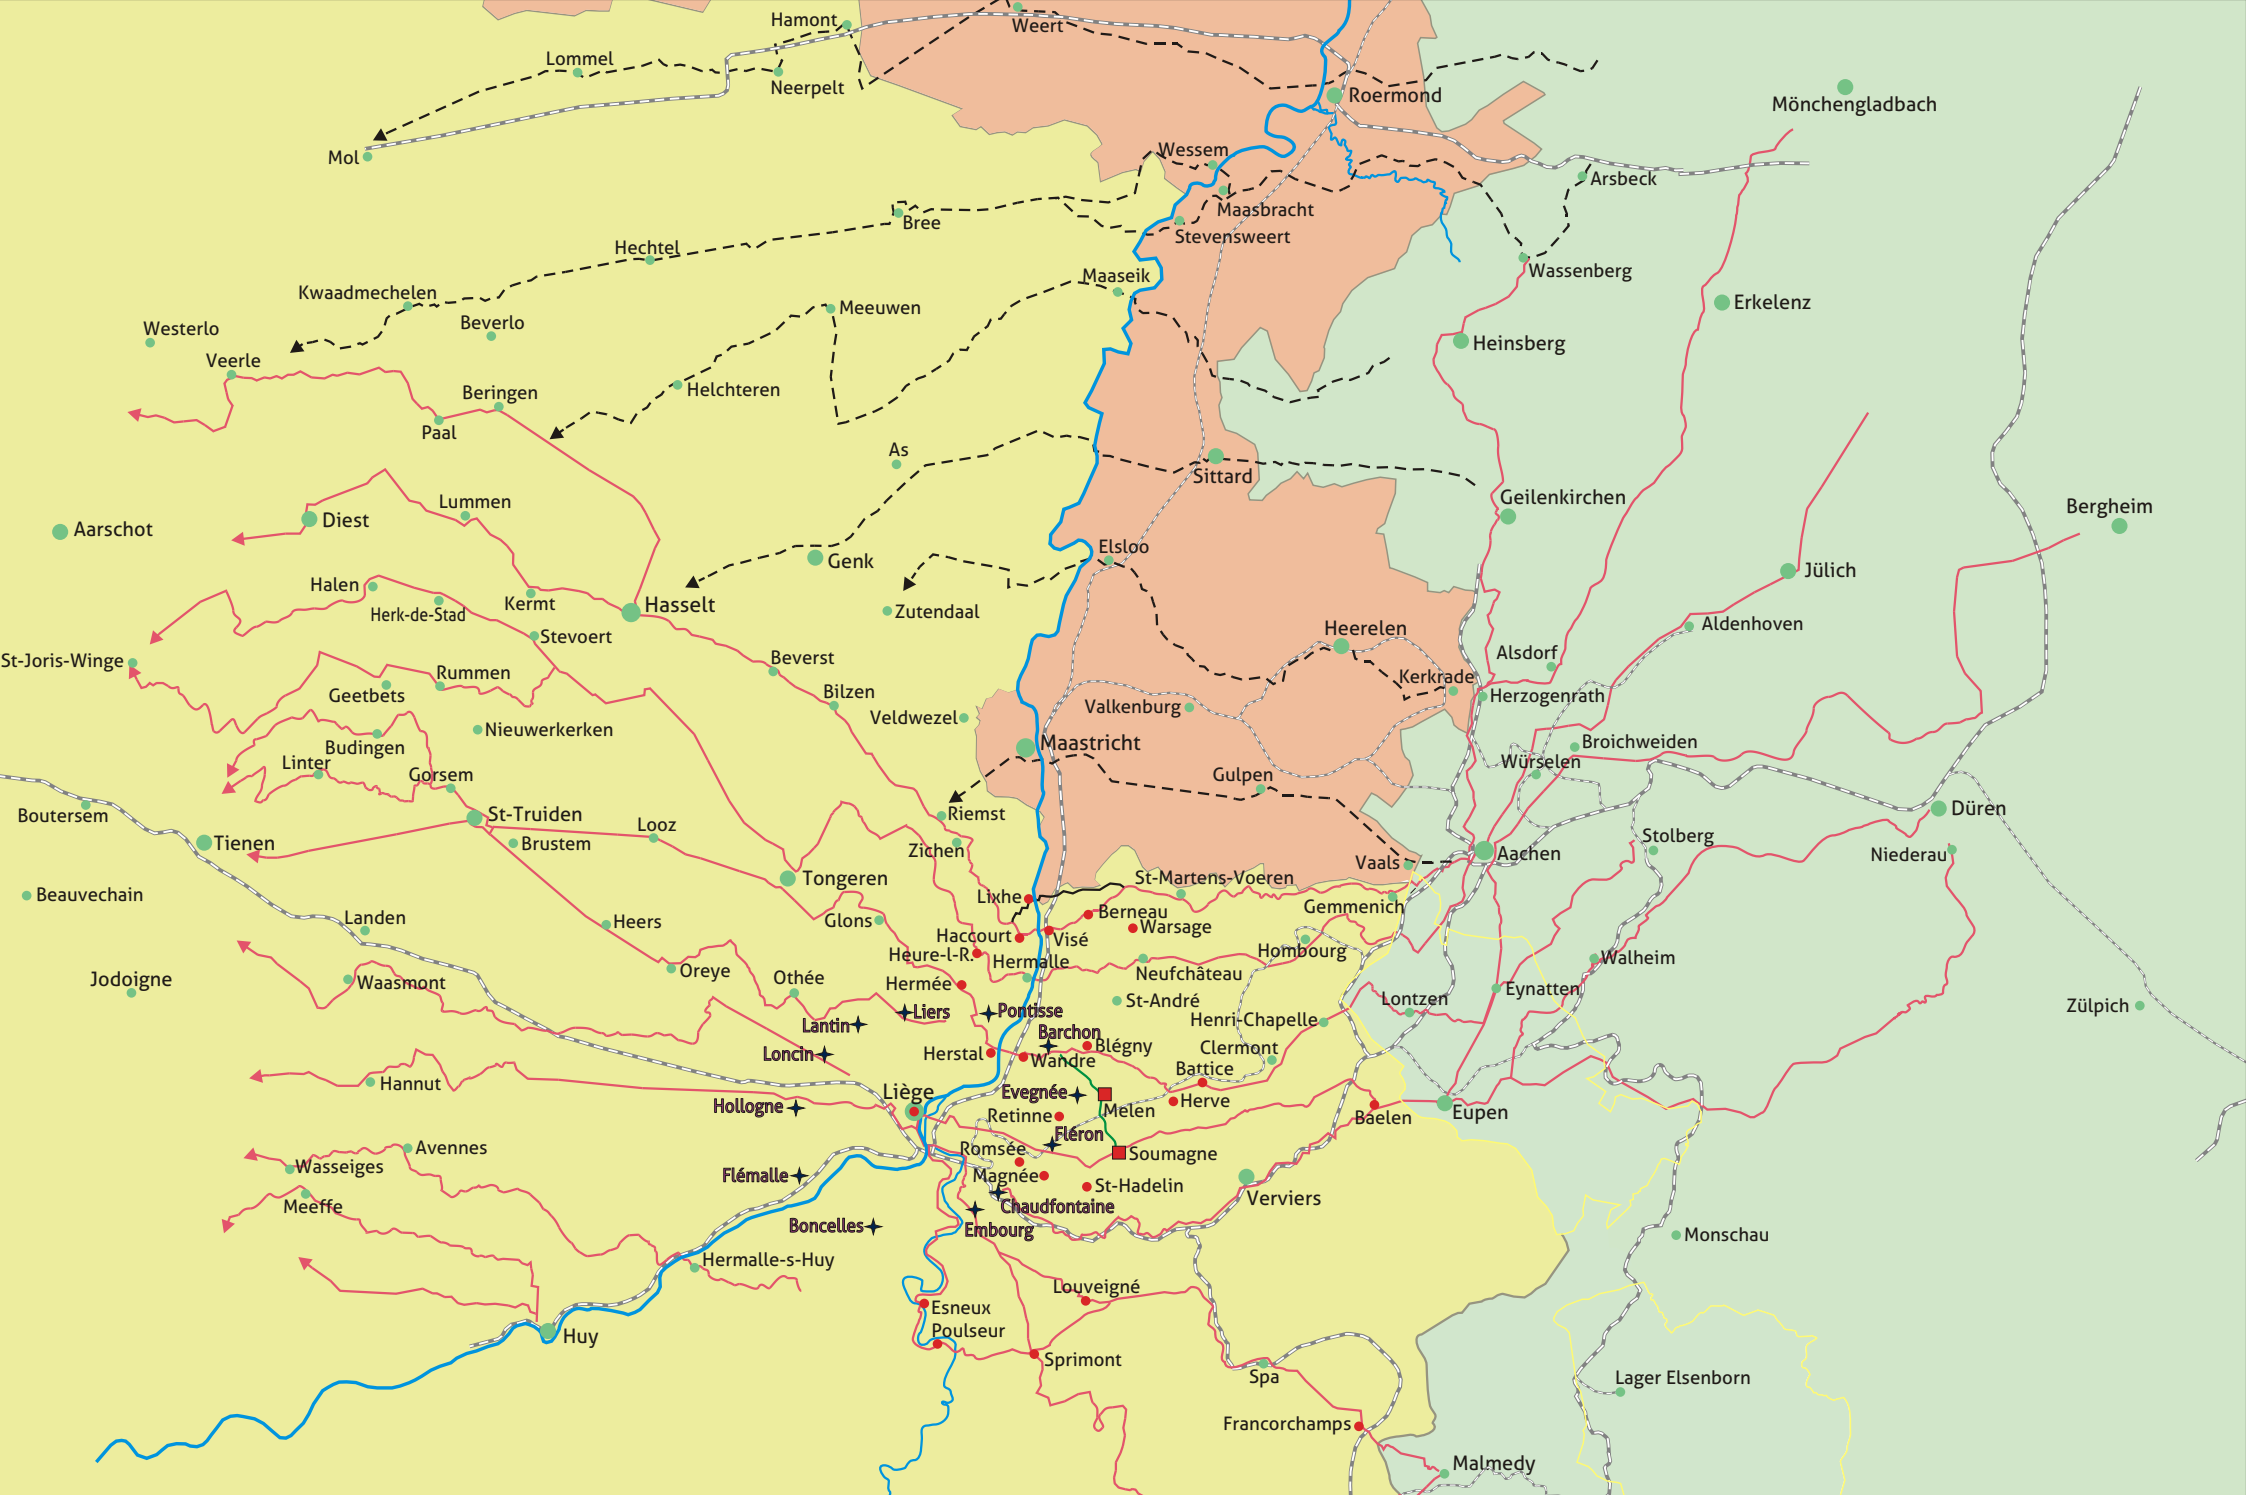 Hamont
Weert
Lommel
Neerpelt
Roermond
Mönchengladbach
Mol
Wessem
Arsbeck
Maasbracht
Bree
Stevensweert
Hechtel
Wassenberg
Maaseik
Kwaadmechelen
Meeuwen
Erkelenz
Westerlo
Beverlo
Heinsberg
Veerle
Helchteren
Beringen
Paal
As
Sittard
Geilenkirchen
Lummen
Bergheim
Diest
Aarschot
Elsloo
Genk
Jülich
Halen
Herk-de-Stad
Kermt
Hasselt
Zutendaal
Aldenhoven
Heerelen
Stevoert
St-Joris-Winge
Beverst
Alsdorf
Rummen
Kerkrade
Geetbets
Bilzen
Herzogenrath
Valkenburg
Veldwezel
Nieuwerkerken
Budingen
Maastricht
Broichweiden
Linter
Würselen
Gorsem
Gulpen
Boutersem
St-Truiden
Riemst
Düren
Looz
Stolberg
Tienen
Brustem
Zichen
Aachen
Niederau
Vaals
Tongeren
St-Martens-Voeren
Beauvechain
Lixhe
Gemmenich
Landen
Heers
Glons
Berneau
Warsage
Haccourt
Visé
Heure-l-R.
Hombourg
Hermalle
Walheim
Oreye
Neufchâteau
Jodoigne
Waasmont
Othée
Hermée
Eynatten
Lontzen
St-André
Zülpich
Liers
Pontisse
Lantin
Henri-Chapelle
Barchon
Loncin
Herstal
Wandre
Blégny
Clermont
Battice
Hannut
Liège
Evegnée
Hollogne
Melen
Herve
Retinne
Baelen
Eupen
Fléron
Avennes
Romsée
Soumagne
Wasseiges
Flémalle
Magnée
St-Hadelin
Meeffe
Chaudfontaine
Verviers
Boncelles
Embourg
Monschau
Hermalle-s-Huy
Louveigné
Esneux
Poulseur
Huy
Sprimont
Spa
Lager Elsenborn
Francorchamps
Malmedy